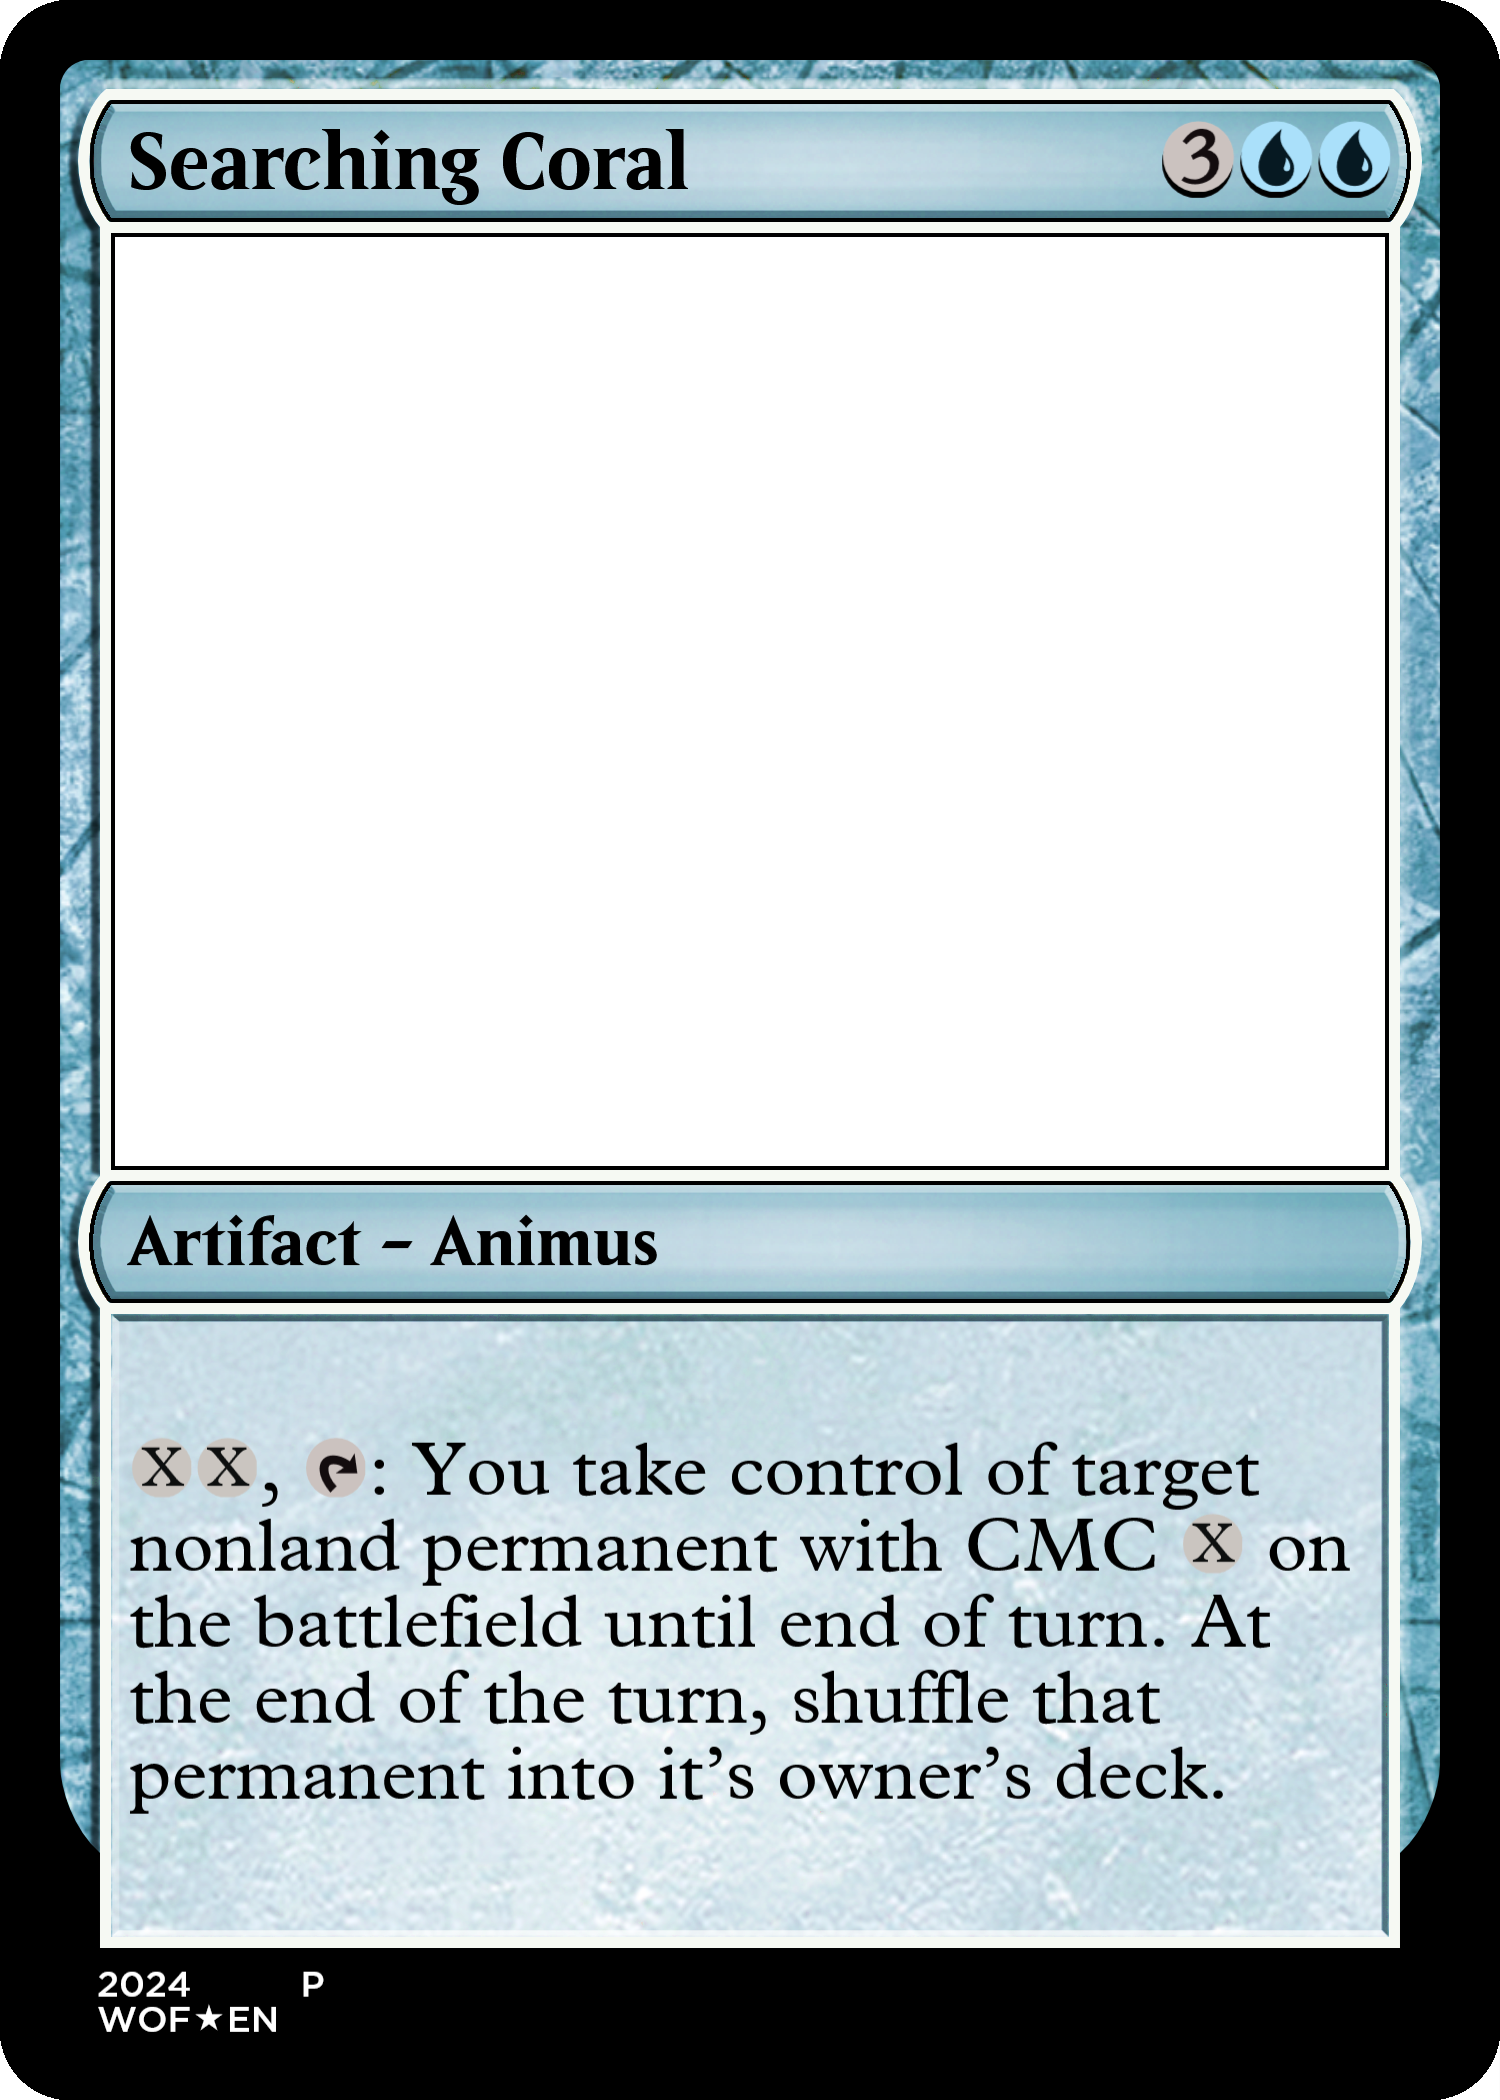 Searching Coral 3
Artifact – Animus
XX, : You take control of target
nonland permanent with CMC X on
the battlefield until end of turn. At
the end of the turn, shuffle that
permanent into it’s owner’s deck.
2024 P
WOF★EN